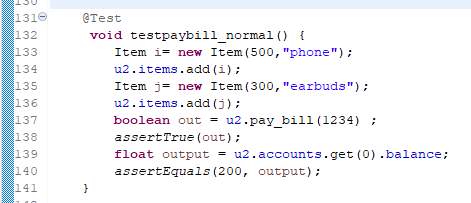 131 @Test
132 void testpaybill_normal() {
133 Item i= new Item(500,"phone");
134 u2.items.add(i);
135 Item j= new Item(300,"earbuds");
136 u2.items.add(j);
137 boolean out = u2.pay_bill(1234) ;
138 assertTrue(out);
139 float output = u2.accounts.get(0).balance;
140 assertEquals(200, output);
141 }